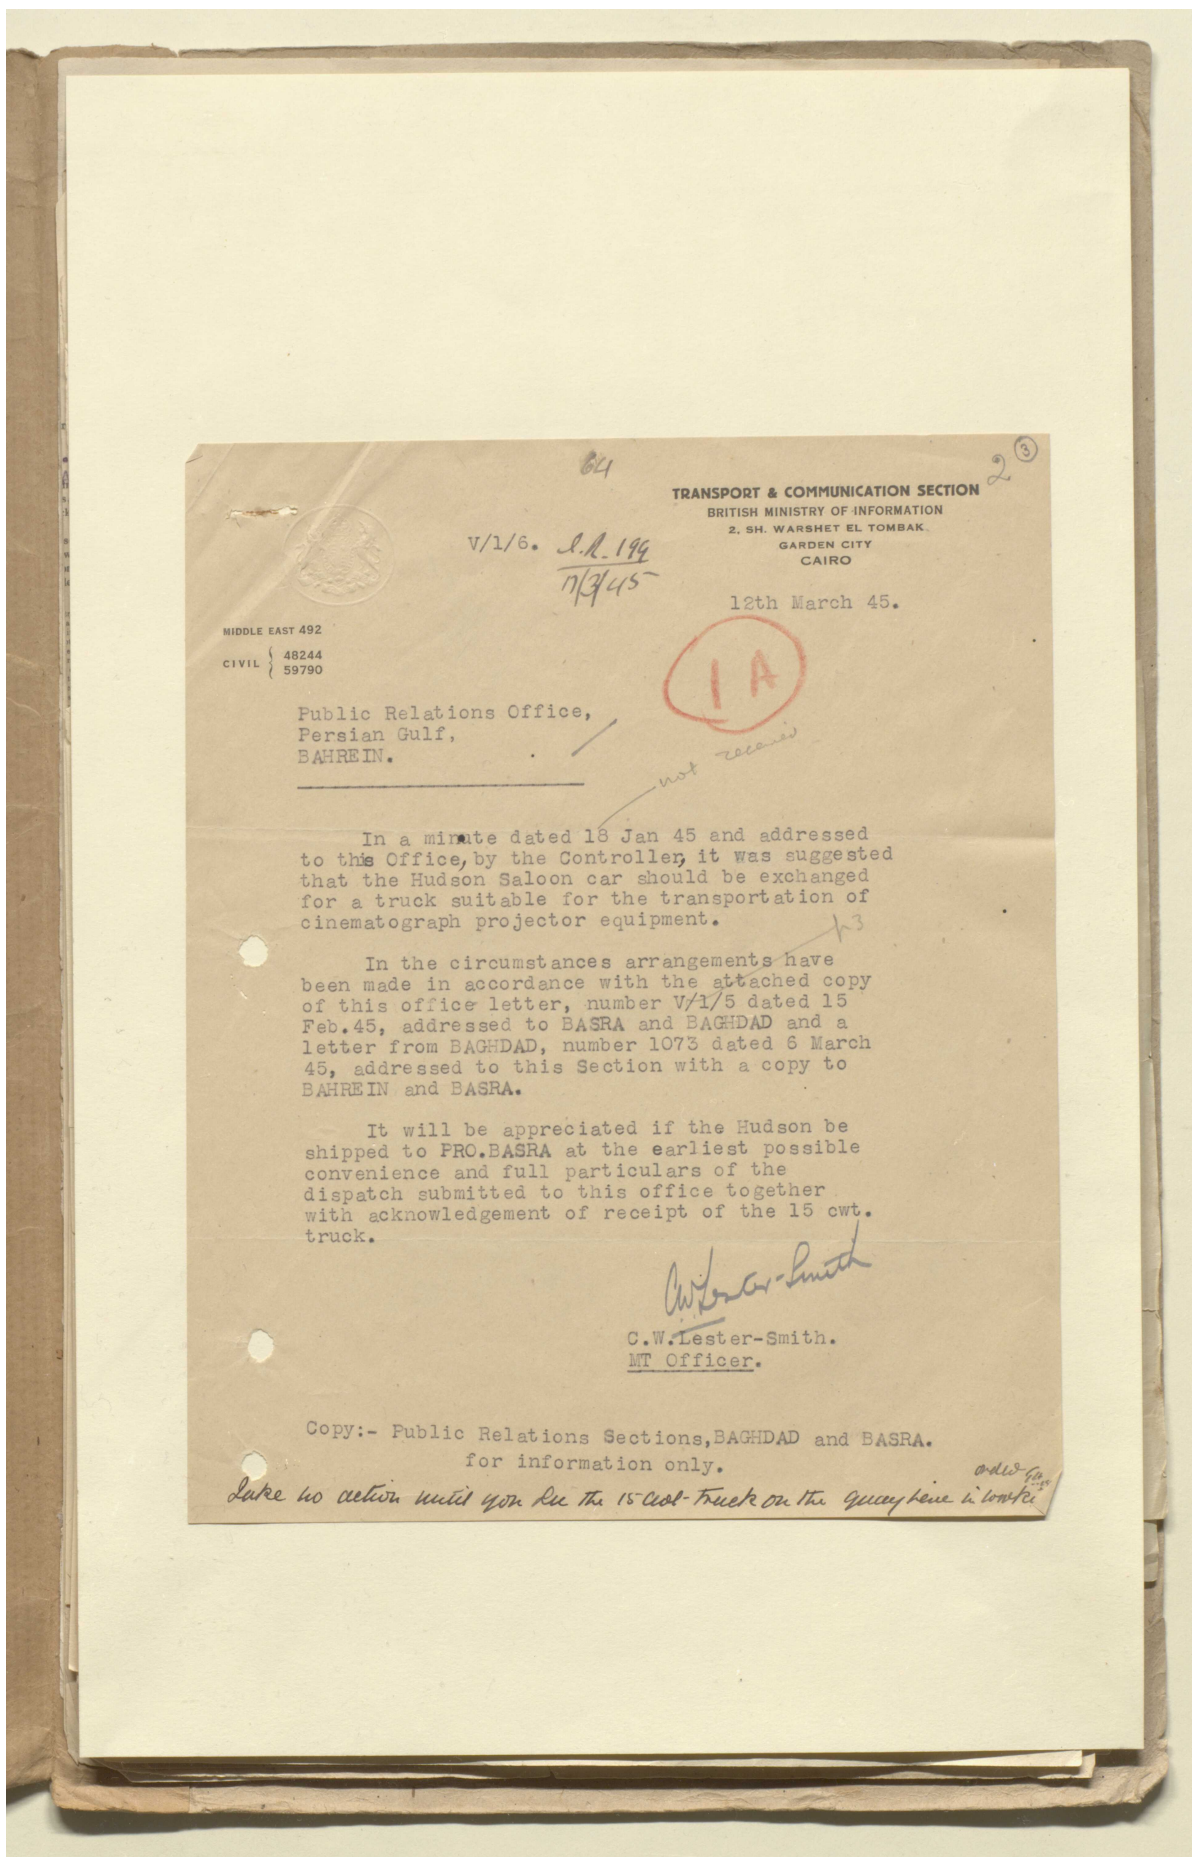 64
2 3
TRANSPORT & COMMUNICATION SECTION
BRITISH MINISTRY OF INFORMATION
2, SH. WARSHET EL TOMBAK
GARDEN CITY
CAIRO
V/1/6.
199
17/3/45
12th March 45.
MIDDLE EAST 492
CIVIL { 48244
59790
1A
Public Relations Office,
Persian Gulf,
BAHREIN.
not received
In a minute dated 18 Jan 45 and addressed
to this Office, by the Controller, it was suggested
that the Hudson Saloon car should be exchanged
for a truck suitable for the transportation of
cinematograph projector equipment.
p3
In the circumstances arrangements have
been made in accordance with the attached copy
of this office letter, number V/1/5 dated 15
Feb.45, addressed to BASRA and BAGHDAD and a
letter from BAGHDAD, number 1073 dated 6 March
45, addressed to this Section with a copy to
BAHREIN and BASRA.
It will be appreciated if the Hudson be
shipped to PRO.BASRA at the earliest possible
convenience and full particulars of the
dispatch submitted to this office together
with acknowledgement of receipt of the 15 cwt.
truck.
CW Lester-Smith
C.W.Lester-Smith.
MT Officer.
Copy:- Public Relations Sections,BAGHDAD and BASRA.
for information only.
order
Take no action until you see the 15 cwt-truck on the quay here in